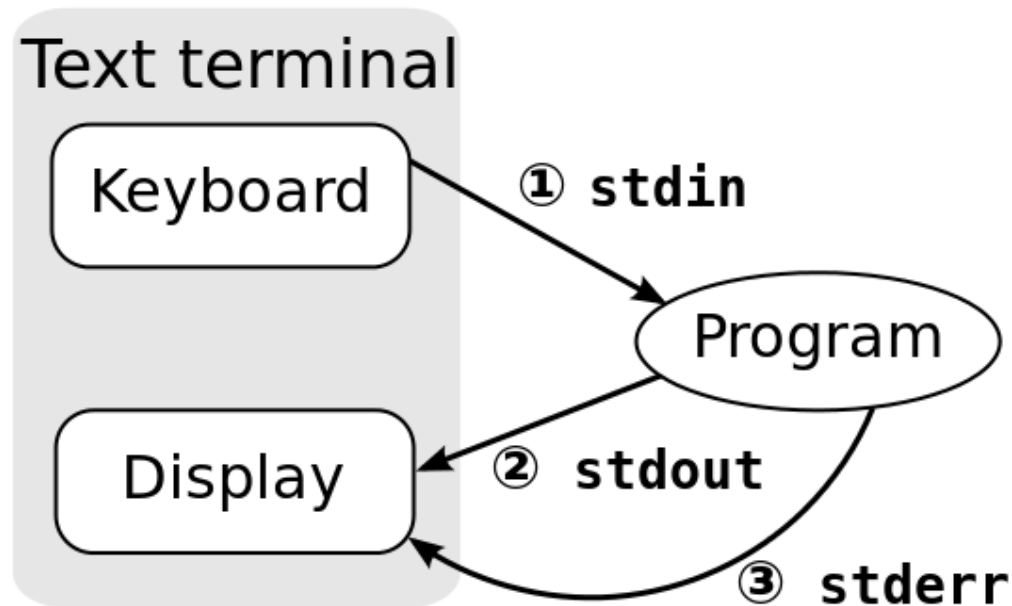 Text terminal
Keyboard
① stdin
Program
Display
② stdout
③ stderr